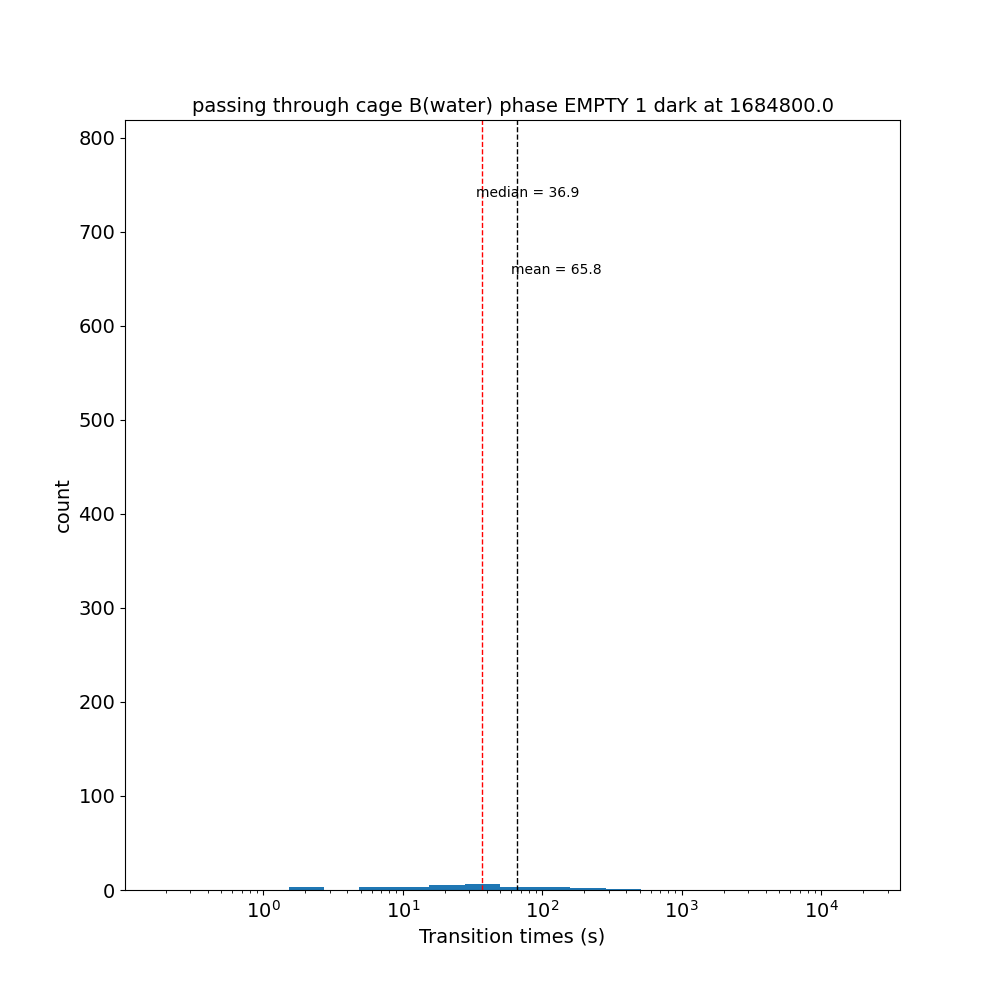 passing through cage B(water) phase EMPTY 1 dark at 1684800.0
800
median = 36.9
700
mean = 65.8
600
500
400
count
300
200
100
0
10^0 10^1 10^2 10^3 10^4
Transition times (s)